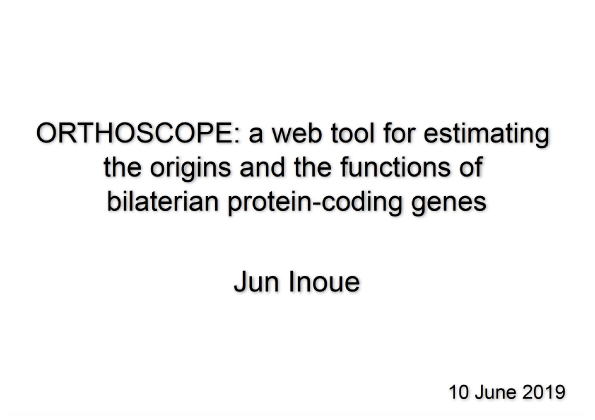 ORTHOSCOPE: a web tool for estimating
the origins and the functions of
bilaterian protein-coding genes
Jun Inoue
10 June 2019